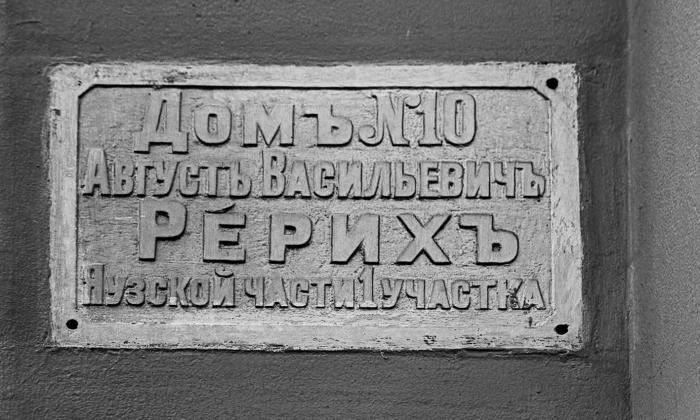 Домъ №10
Августъ Васильевичъ
Рёрихъ
Яузской части 1 участка